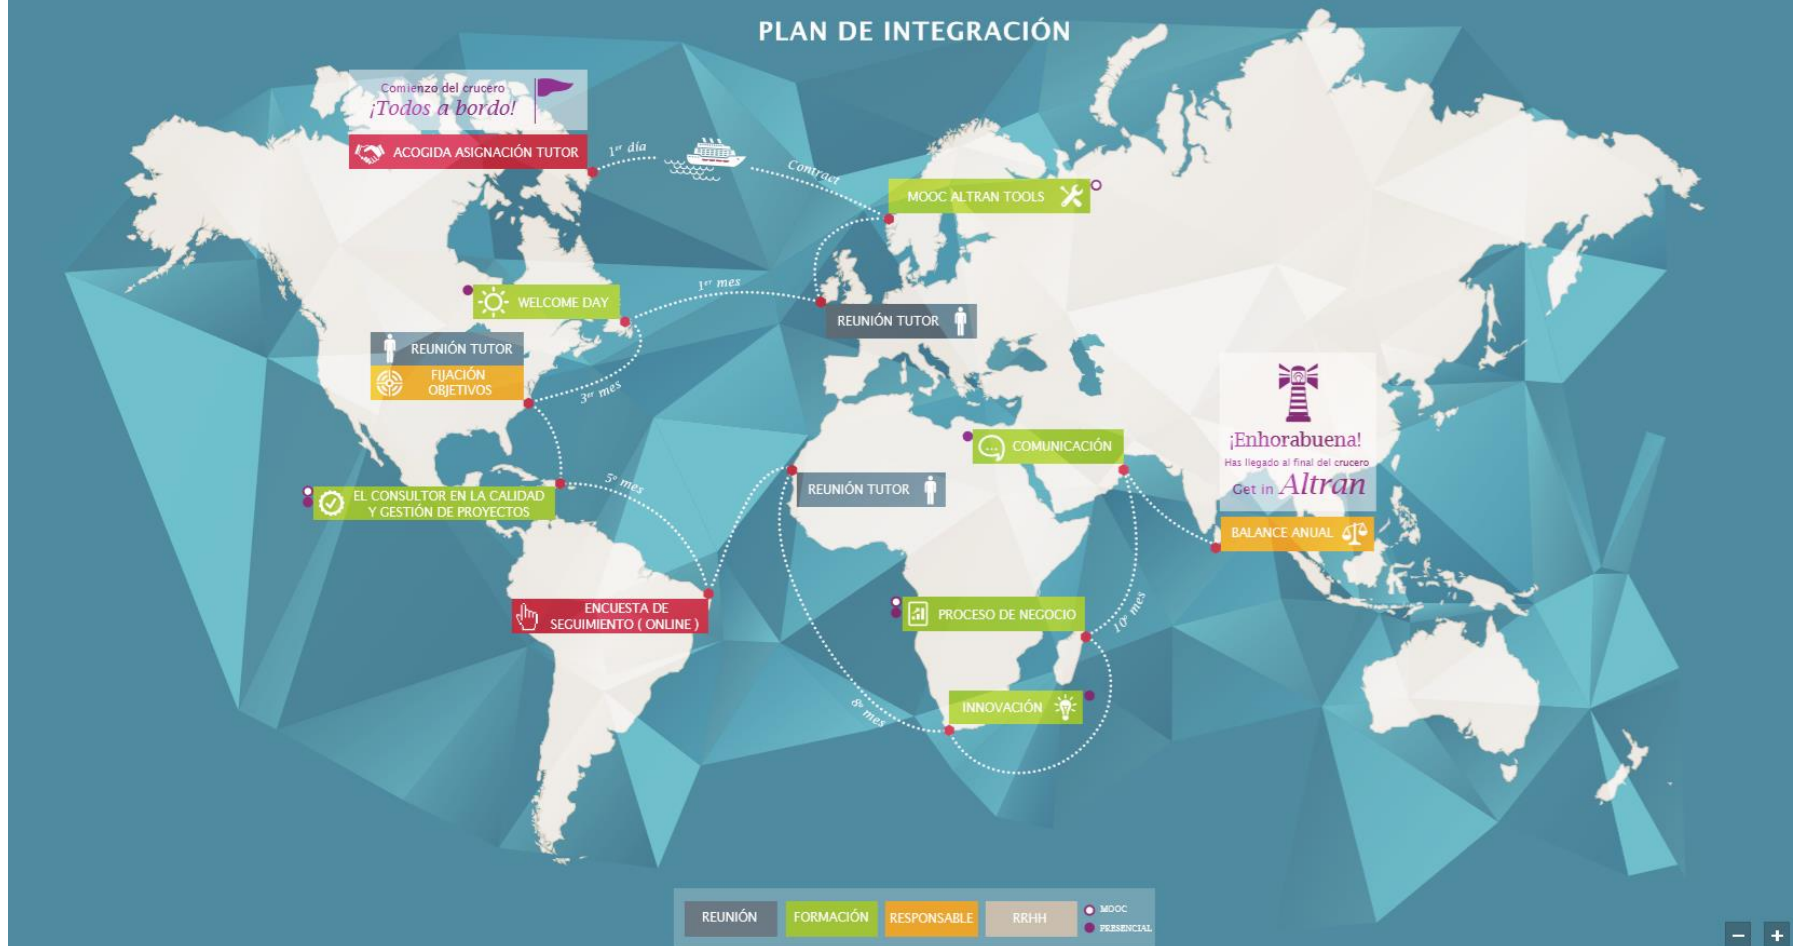 PLAN DE INTEGRACIÓN
Comienzo del crucero
¡Todos a bordo!
ACOGIDA ASIGNACIÓN TUTOR
1er día
Contract
MOOC ALTRAN TOOLS
REUNIÓN TUTOR
1er mes
WELCOME DAY
REUNIÓN TUTOR
FIJACIÓN
OBJETIVOS
3er mes
EL CONSULTOR EN LA CALIDAD
Y GESTIÓN DE PROYECTOS
5º mes
ENCUESTA DE
SEGUIMIENTO ( ONLINE )
REUNIÓN TUTOR
8º mes
INNOVACIÓN
PROCESO DE NEGOCIO
10º mes
COMUNICACIÓN
¡Enhorabuena!
Has llegado al final del crucero
Get in Altran
BALANCE ANUAL
REUNIÓN
FORMACIÓN
RESPONSABLE
RRHH
MOOC
PRESENCIAL